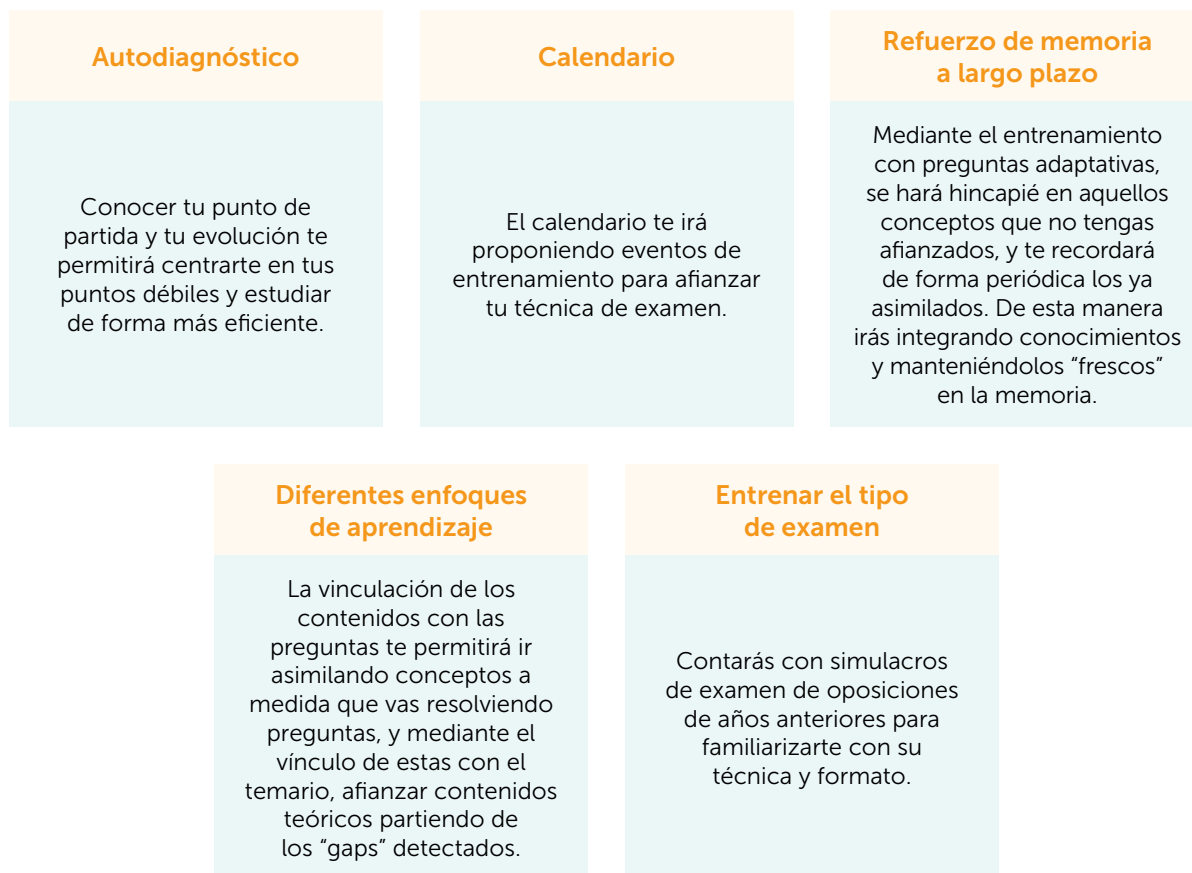 Autodiagnóstico
Conocer tu punto de
partida y tu evolución te
permitirá centrarte en tus
puntos débiles y estudiar
de forma más eficiente.
Calendario
El calendario te irá
proponiendo eventos de
entrenamiento para afianzar
tu técnica de examen.
Refuerzo de memoria
a largo plazo
Mediante el entrenamiento
con preguntas adaptativas,
se hará hincapié en aquellos
conceptos que no tengas
afianzados, y te recordará
de forma periódica los ya
asimilados. De esta manera
irás integrando conocimientos
y manteniéndolos “frescos”
en la memoria.
Diferentes enfoques
de aprendizaje
La vinculación de los
contenidos con las
preguntas te permitirá ir
asimilando conceptos a
medida que vas resolviendo
preguntas, y mediante el
vínculo de estas con el
temario, afianzar contenidos
teóricos partiendo de
los “gaps” detectados.
Entrenar el tipo
de examen
Contarás con simulacros
de examen de oposiciones
de años anteriores para
familiarizarte con su
técnica y formato.